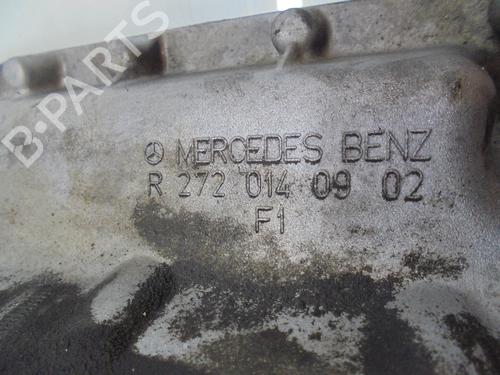 B-PARTS
MERCEDES BENZ
R 272 014 09 02
F1